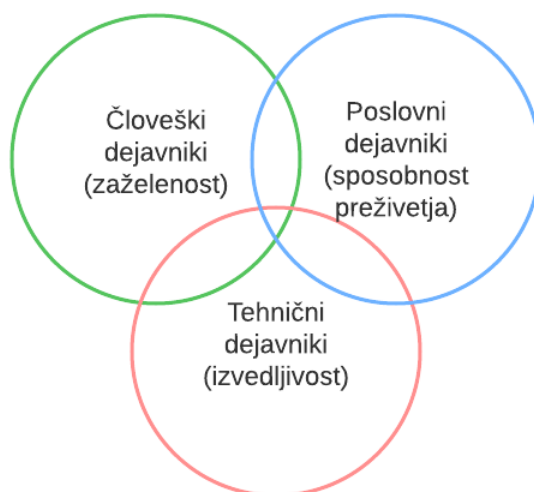 Človeški
dejavniki
(zaželenost)
Poslovni
dejavniki
(sposobnost
preživetja)
Tehnični
dejavniki
(izvedljivost)